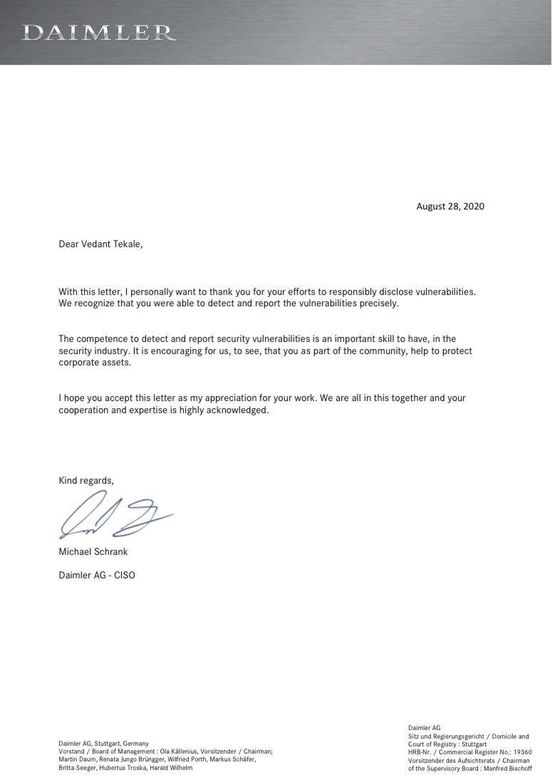 DAIMLER
August 28, 2020
Dear Vedant Tekale,
With this letter, I personally want to thank you for your efforts to responsibly disclose vulnerabilities.
We recognize that you were able to detect and report the vulnerabilities precisely.
The competence to detect and report security vulnerabilities is an important skill to have, in the
security industry. It is encouraging for us, to see, that you as part of the community, help to protect
corporate assets.
I hope you accept this letter as my appreciation for your work. We are all in this together and your
cooperation and expertise is highly acknowledged.
Kind regards,
Michael Schrank
Daimler AG - CISO
Daimler AG, Stuttgart, Germany
Vorstand / Board of Management : Ola Källenius, Vorsitzender / Chairman;
Martin Daum, Renata Jungo Brüngger, Wilfried Porth, Markus Schäfer,
Britta Seeger, Hubertus Troska, Harald Wilhelm
Daimler AG
Sitz und Regierungsgericht / Domicile and
Court of Registry : Stuttgart
HRB-Nr. / Commercial Register No.: 19360
Vorsitzender des Aufsichtsrats / Chairman
of the Supervisory Board : Manfred Bischoff